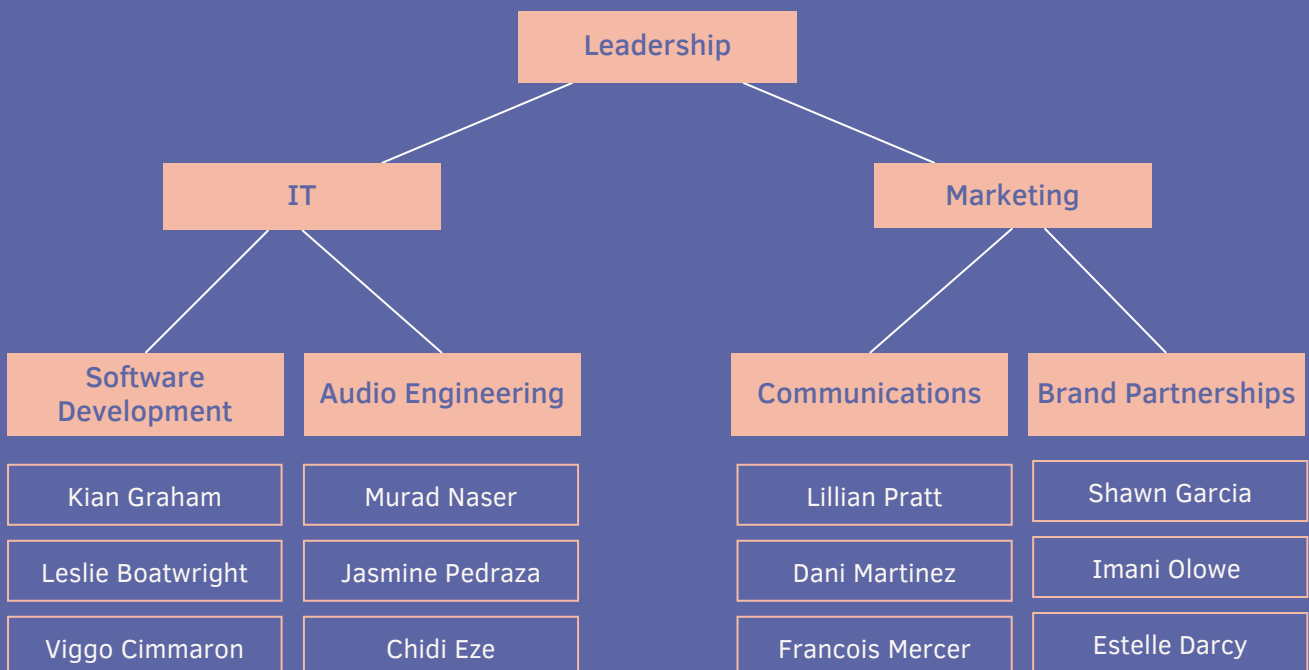 Leadership
IT
Marketing
Software
Development
Audio Engineering
Communications
Brand Partnerships
Kian Graham
Murad Naser
Lillian Pratt
Shawn Garcia
Leslie Boatwright
Jasmine Pedraza
Dani Martinez
Imani Olowe
Viggo Cimmaron
Chidi Eze
Francois Mercer
Estelle Darcy